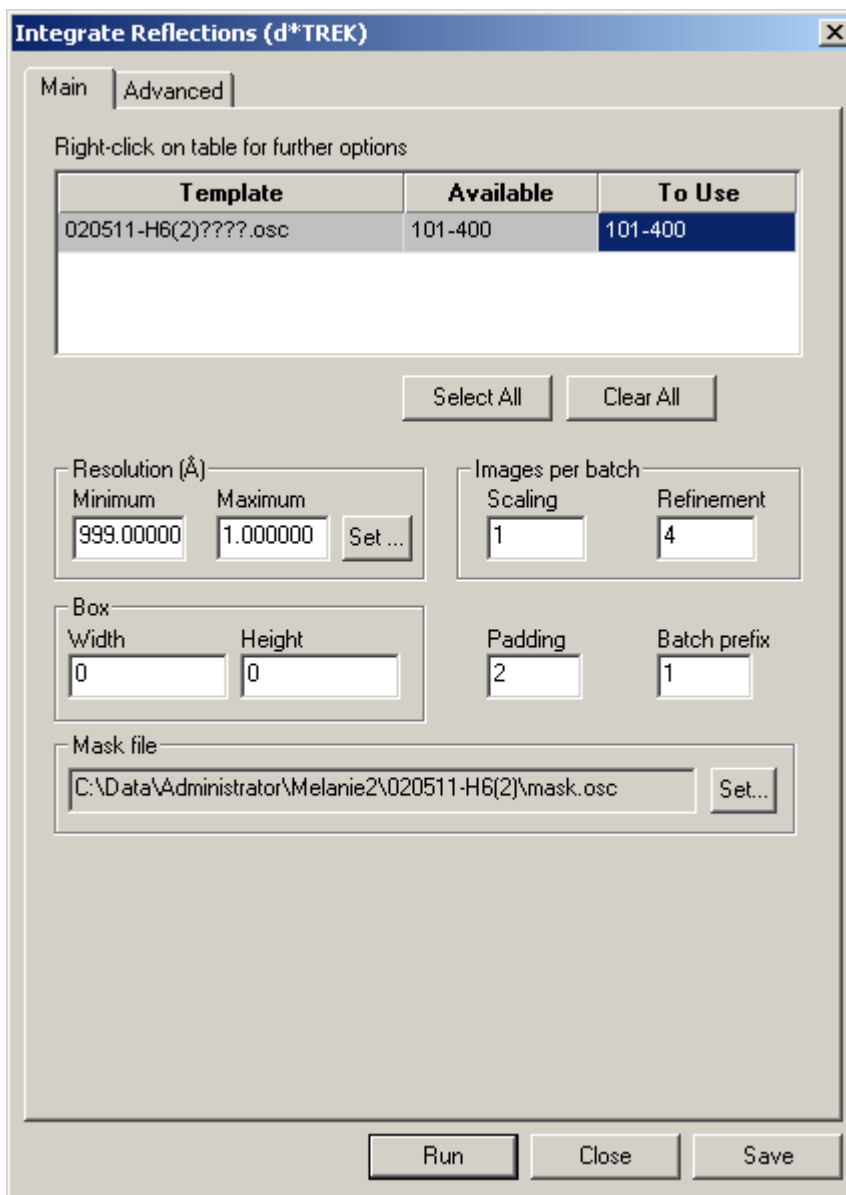 Integrate Reflections (d*TREK)
Main Advanced
Right-click on table for further options
Template Available To Use
020511-H6(2)????.osc 101-400 101-400
Select All Clear All
Resolution (Å) Images per batch
Minimum Maximum Scaling Refinement
999.00000 1.000000 Set ... 1 4
Box
Width Height Padding Batch prefix
0 0 2 1
Mask file
C:\Data\Administrator\Melanie2\020511-H6(2)\mask.osc Set...
Run Close Save